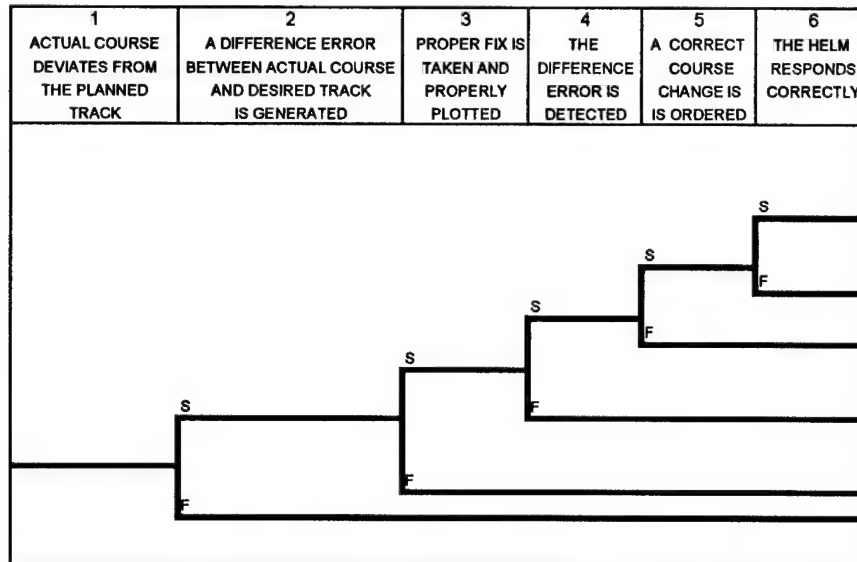 1
ACTUAL COURSE
DEVIATES FROM
THE PLANNED
TRACK
2
A DIFFERENCE ERROR
BETWEEN ACTUAL COURSE
AND DESIRED TRACK
IS GENERATED
3
PROPER FIX IS
TAKEN AND
PROPERLY
PLOTTED
4
THE
DIFFERENCE
ERROR IS
DETECTED
5
A CORRECT
COURSE
CHANGE IS
IS ORDERED
6
THE HELM
RESPONDS
CORRECTLY
S
S
F
S
F
S
F
S
F
F